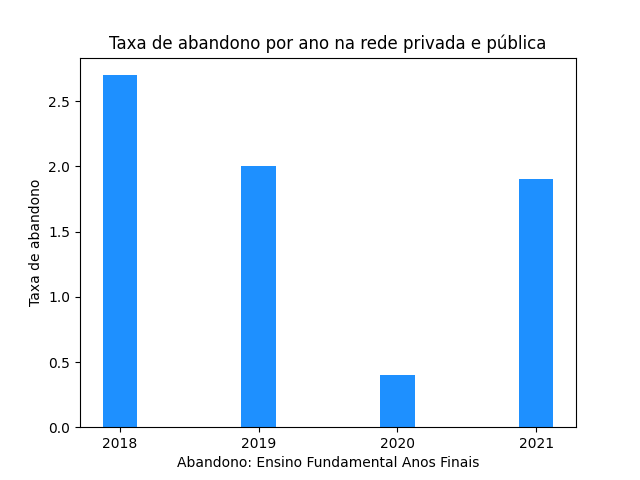 Taxa de abandono por ano na rede privada e pública
2.5
2.0
1.5
1.0
0.5
0.0
Taxa de abandono
2018 2019 2020 2021
Abandono: Ensino Fundamental Anos Finais